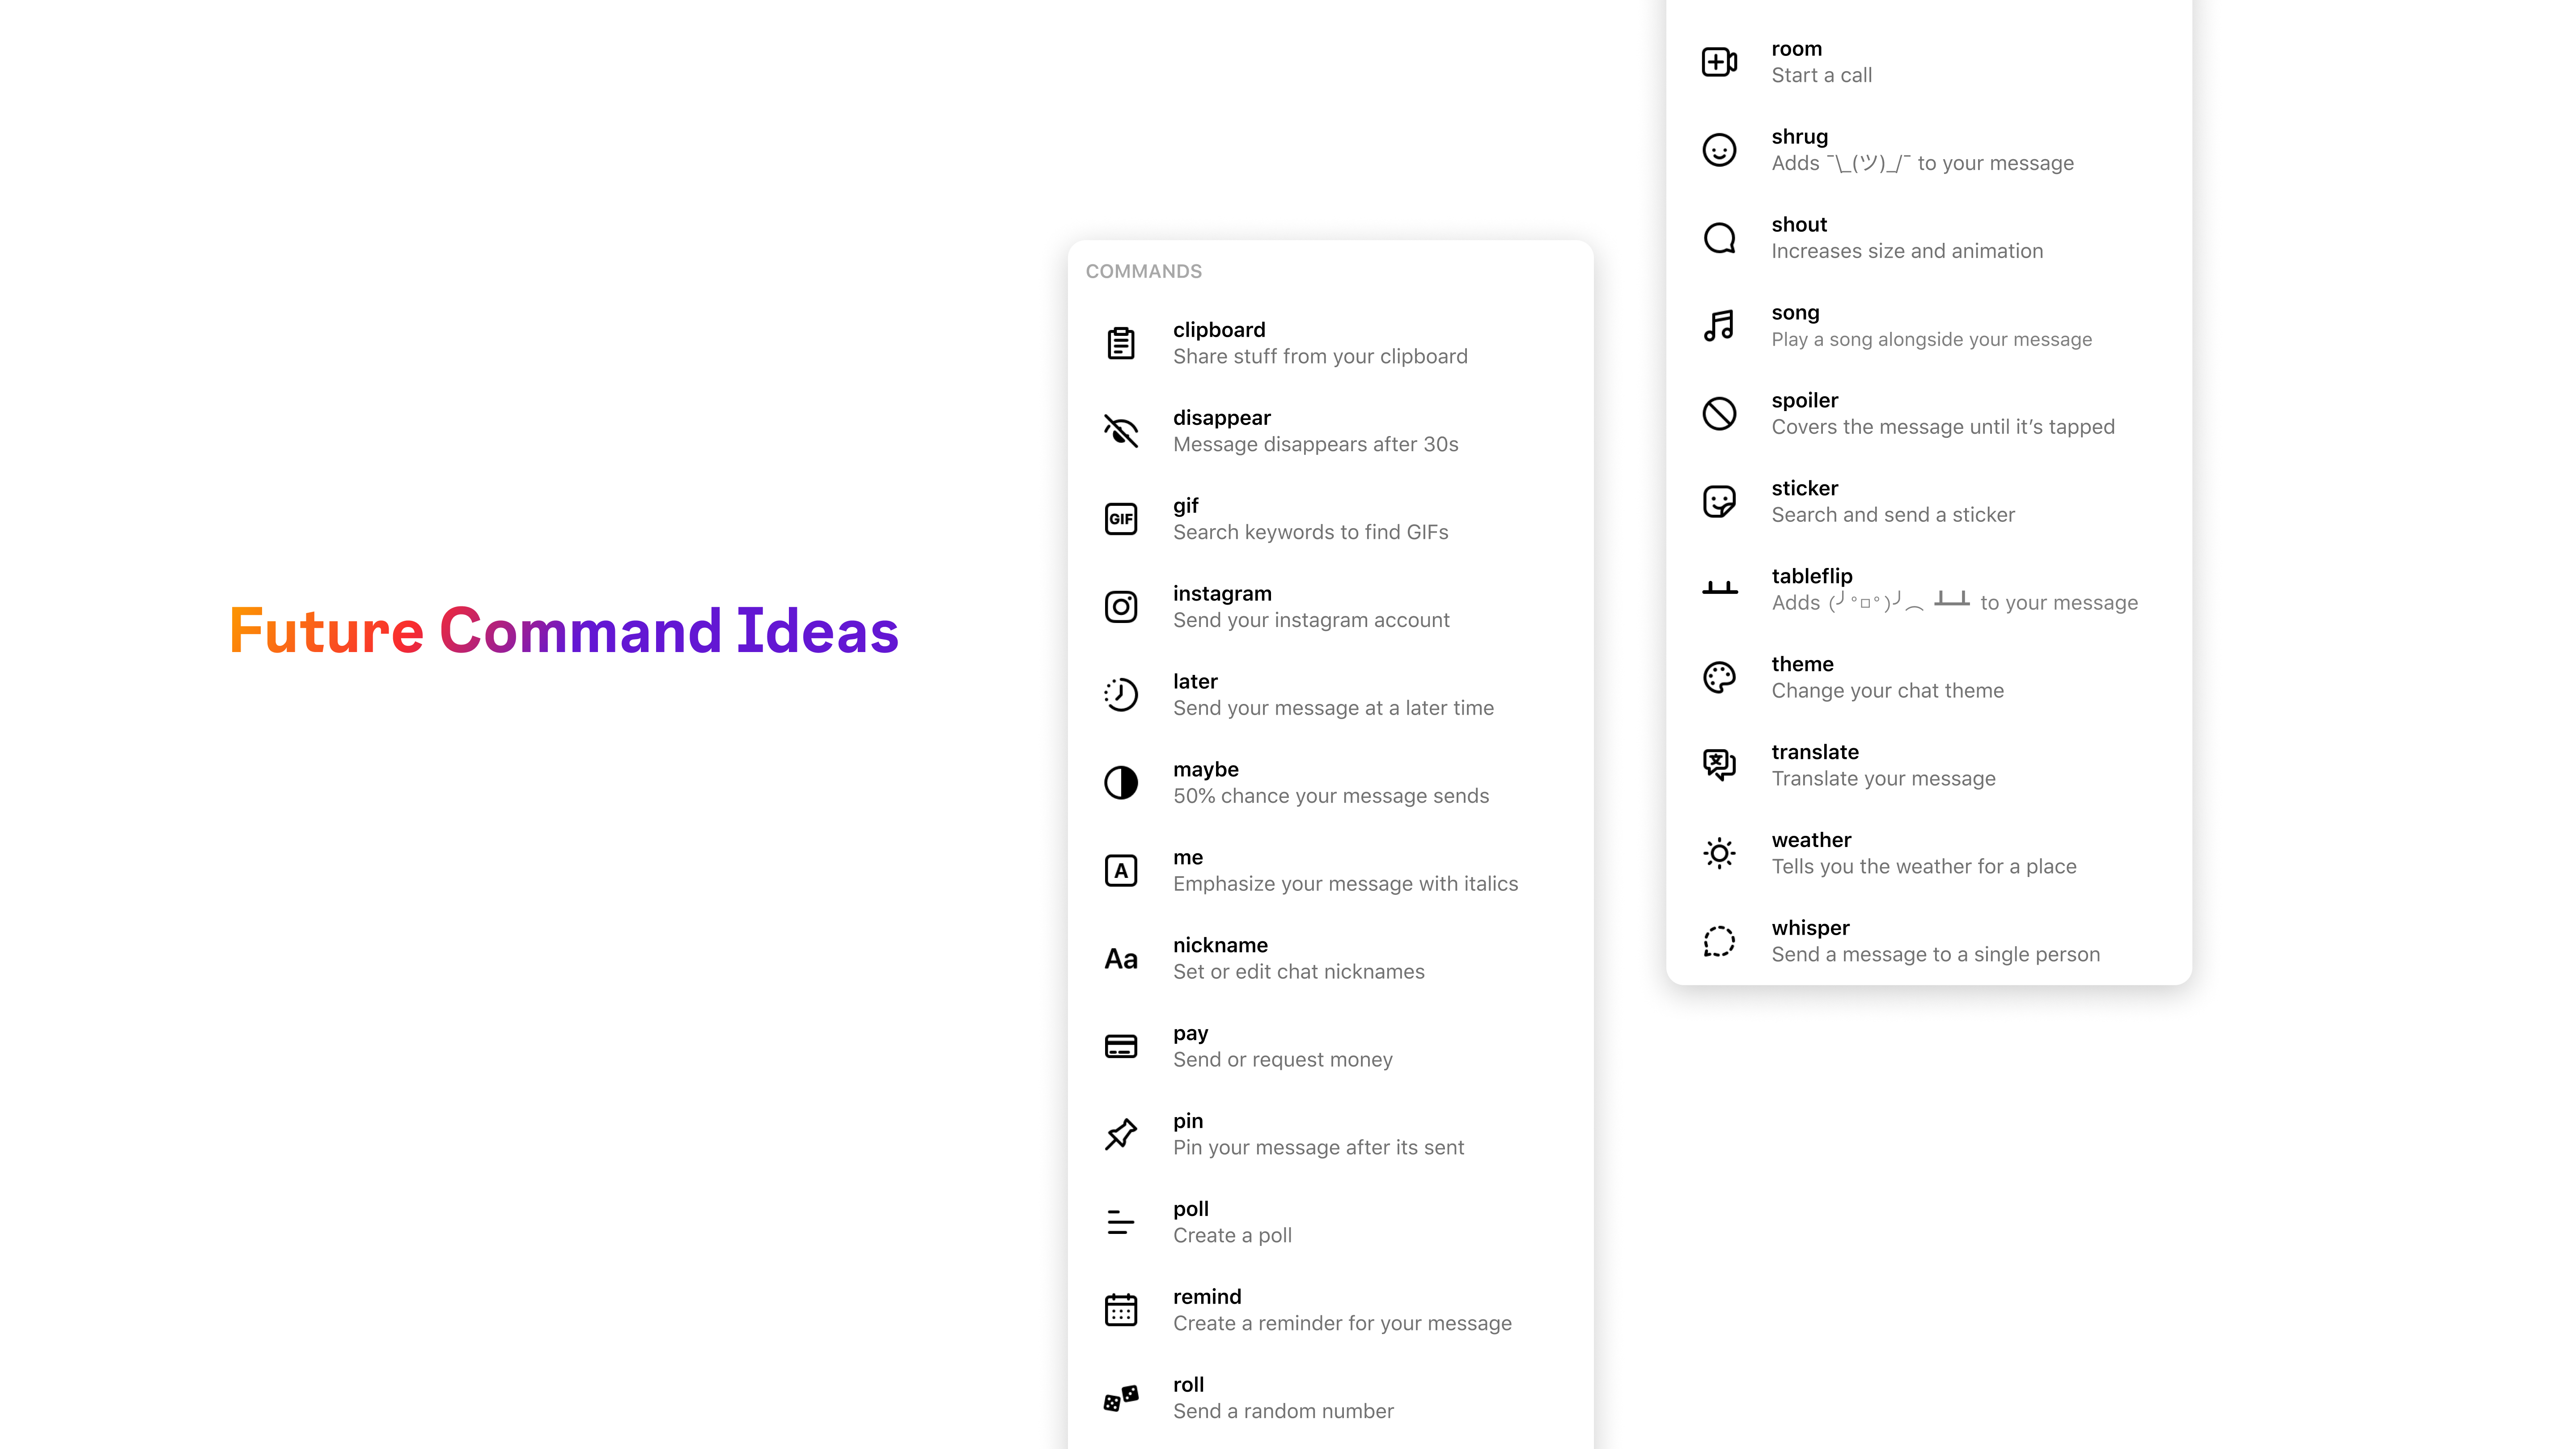 Future Command Ideas
COMMANDS
clipboard
Share stuff from your clipboard
disappear
Message disappears after 30s
GIF
gif
Search keywords to find GIFs
instagram
Send your instagram account
later
Send your message at a later time
maybe
50% chance your message sends
A
me
Emphasize your message with italics
Aa
nickname
Set or edit chat nicknames
pay
Send or request money
pin
Pin your message after its sent
poll
Create a poll
remind
Create a reminder for your message
roll
Send a random number
room
Start a call
shrug
Adds ¯\_(ツ)_/¯ to your message
shout
Increases size and animation
song
Play a song alongside your message
spoiler
Covers the message until it’s tapped
sticker
Search and send a sticker
tableflip
Adds (╯°□°)╯︵ ┻━┻ to your message
theme
Change your chat theme
文
translate
Translate your message
weather
Tells you the weather for a place
whisper
Send a message to a single person